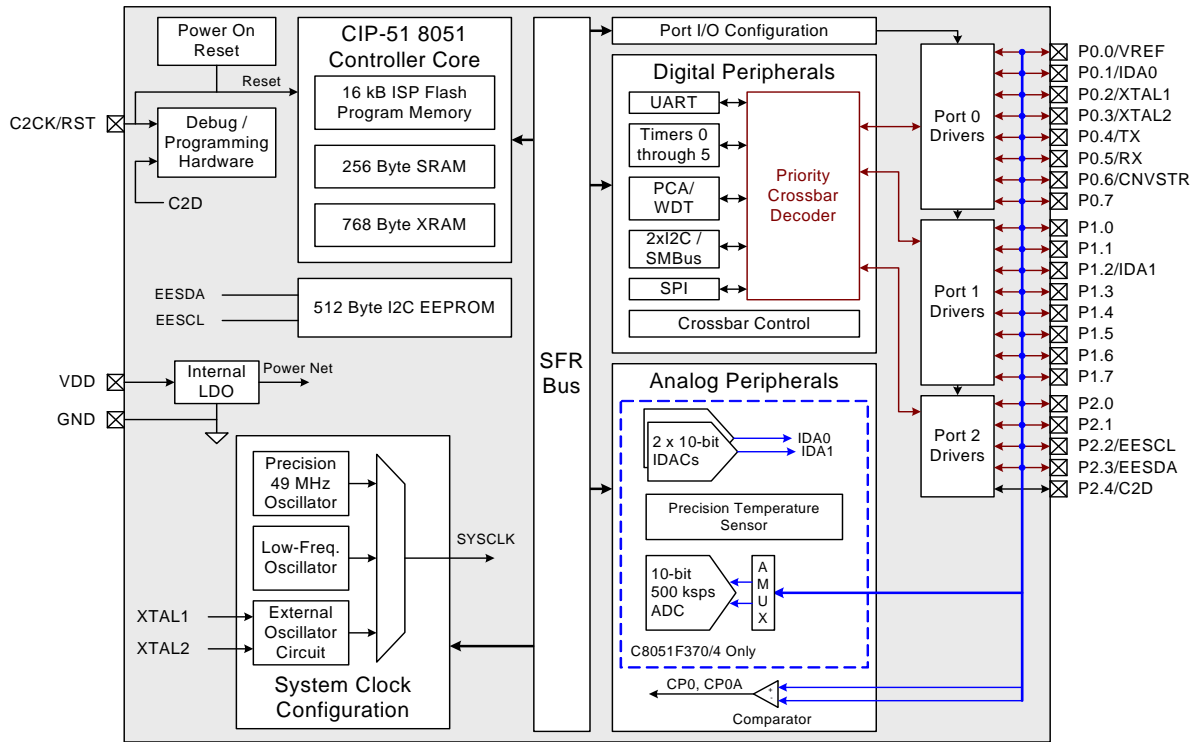 Power On
Reset
Reset
C2CK/RST
Debug /
Programming
Hardware
C2D
CIP-51 8051
Controller Core
16 kB ISP Flash
Program Memory
256 Byte SRAM
768 Byte XRAM
EESDA
EESCL
512 Byte I2C EEPROM
VDD
GND
Internal
LDO
Power Net
Precision
49 MHz
Oscillator
Low-Freq.
Oscillator
XTAL1
XTAL2
External
Oscillator
Circuit
SYSCLK
System Clock
Configuration
SFR
Bus
Port I/O Configuration
Digital Peripherals
UART
Timers 0
through 5
PCA/
WDT
2xI2C /
SMBus
SPI
Priority
Crossbar
Decoder
Crossbar Control
Analog Peripherals
2 x 10-bit
IDACs
IDA0
IDA1
Precision Temperature
Sensor
10-bit
500 ksps
ADC
A
M
U
X
C8051F370/4 Only
CP0, CP0A
+
-
Comparator
Port 0
Drivers
Port 1
Drivers
Port 2
Drivers
P0.0/VREF
P0.1/IDA0
P0.2/XTAL1
P0.3/XTAL2
P0.4/TX
P0.5/RX
P0.6/CNVSTR
P0.7
P1.0
P1.1
P1.2/IDA1
P1.3
P1.4
P1.5
P1.6
P1.7
P2.0
P2.1
P2.2/EESCL
P2.3/EESDA
P2.4/C2D